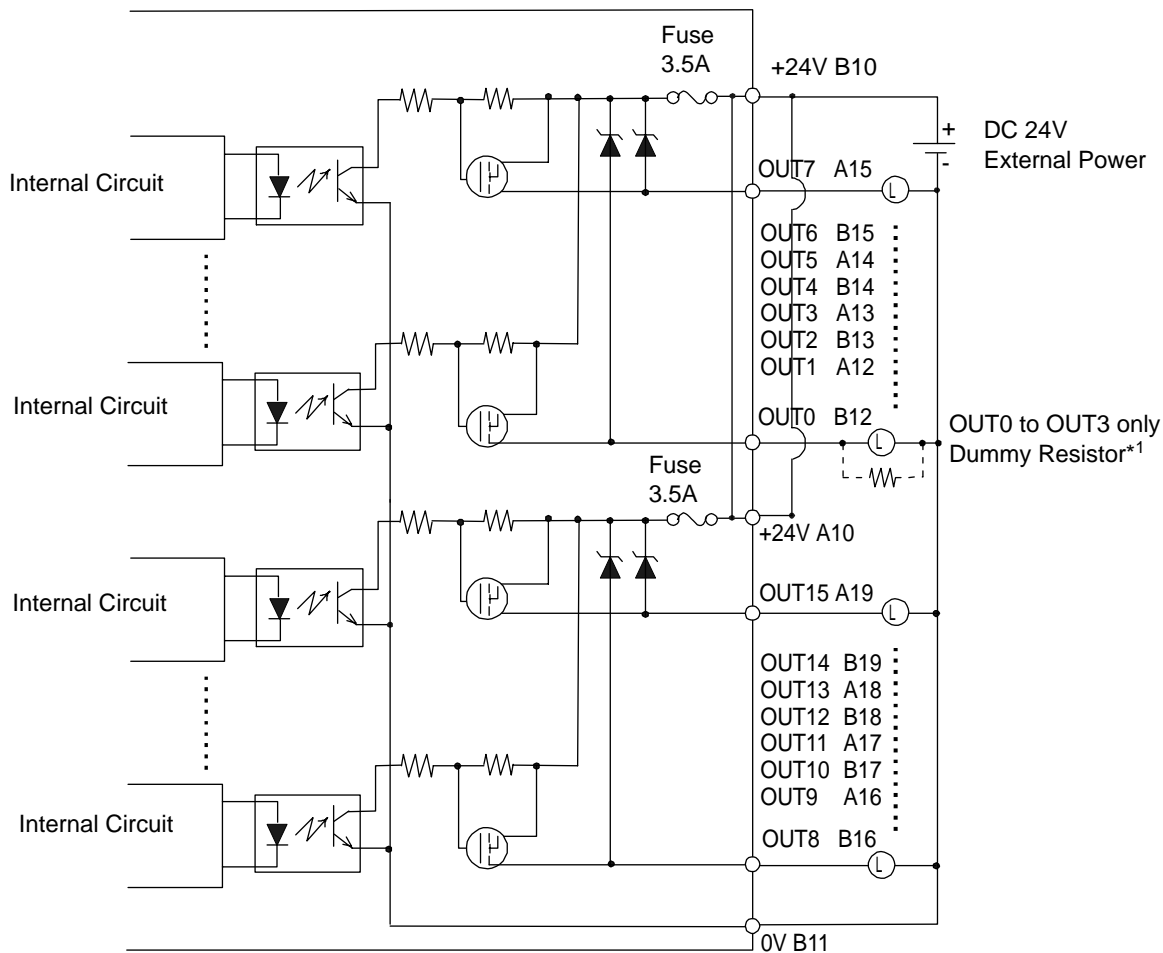 Fuse
3.5A
+24V B10
+
-
DC 24V
External Power
Internal Circuit
OUT7 A15
L
OUT6 B15
OUT5 A14
OUT4 B14
OUT3 A13
OUT2 B13
OUT1 A12
Internal Circuit
OUT0 B12
L
OUT0 to OUT3 only
Dummy Resistor*1
Fuse
3.5A
+24V A10
Internal Circuit
OUT15 A19
L
OUT14 B19
OUT13 A18
OUT12 B18
OUT11 A17
OUT10 B17
OUT9 A16
Internal Circuit
OUT8 B16
L
0V B11